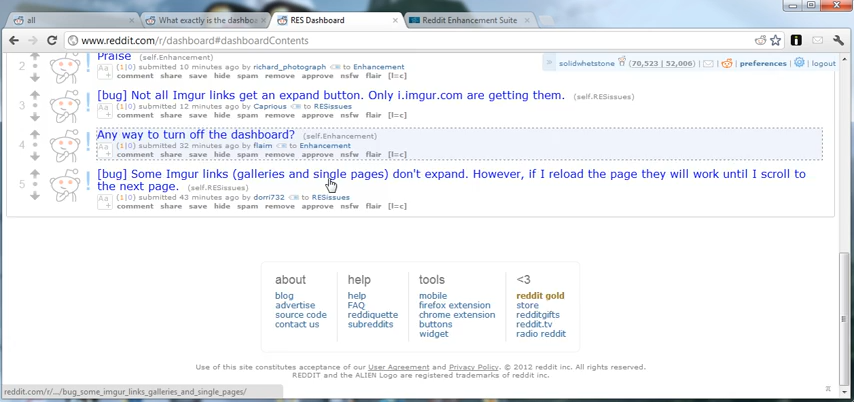 all
What exactly is the dashbo
RES Dashboard
Reddit Enhancement Suite
www.reddit.com/r/dashboard#dashboardContents
solidwhetstone (70,523 | 52,006) | preferences | logout
2
Praise (self.Enhancement)
(1|0) submitted 10 minutes ago by richard_photograph to Enhancement
comment share save hide spam remove approve nsfw flair [l=c]
3
[bug] Not all Imgur links get an expand button. Only i.imgur.com are getting them. (self.RESissues)
(1|0) submitted 12 minutes ago by Caprious to RESissues
comment share save hide spam remove approve nsfw flair [l=c]
4
Any way to turn off the dashboard? (self.Enhancement)
(1|0) submitted 32 minutes ago by flaim to Enhancement
comment share save hide spam remove approve nsfw flair [l=c]
5
[bug] Some Imgur links (galleries and single pages) don't expand. However, if I reload the page they will work until I scroll to
the next page. (self.RESissues)
(1|0) submitted 43 minutes ago by dorri732 to RESissues
comment share save hide spam remove approve nsfw flair [l=c]
about
blog
advertise
source code
contact us
help
help
FAQ
reddiquette
subreddits
tools
mobile
firefox extension
chrome extension
buttons
widget
<3
reddit gold
store
redditgifts
reddit.tv
radio reddit
Use of this site constitutes acceptance of our User Agreement and Privacy Policy. © 2012 reddit inc. All rights reserved.
REDDIT and the ALIEN Logo are registered trademarks of reddit inc.
reddit.com/r/.../bug_some_imgur_links_galleries_and_single_pages/